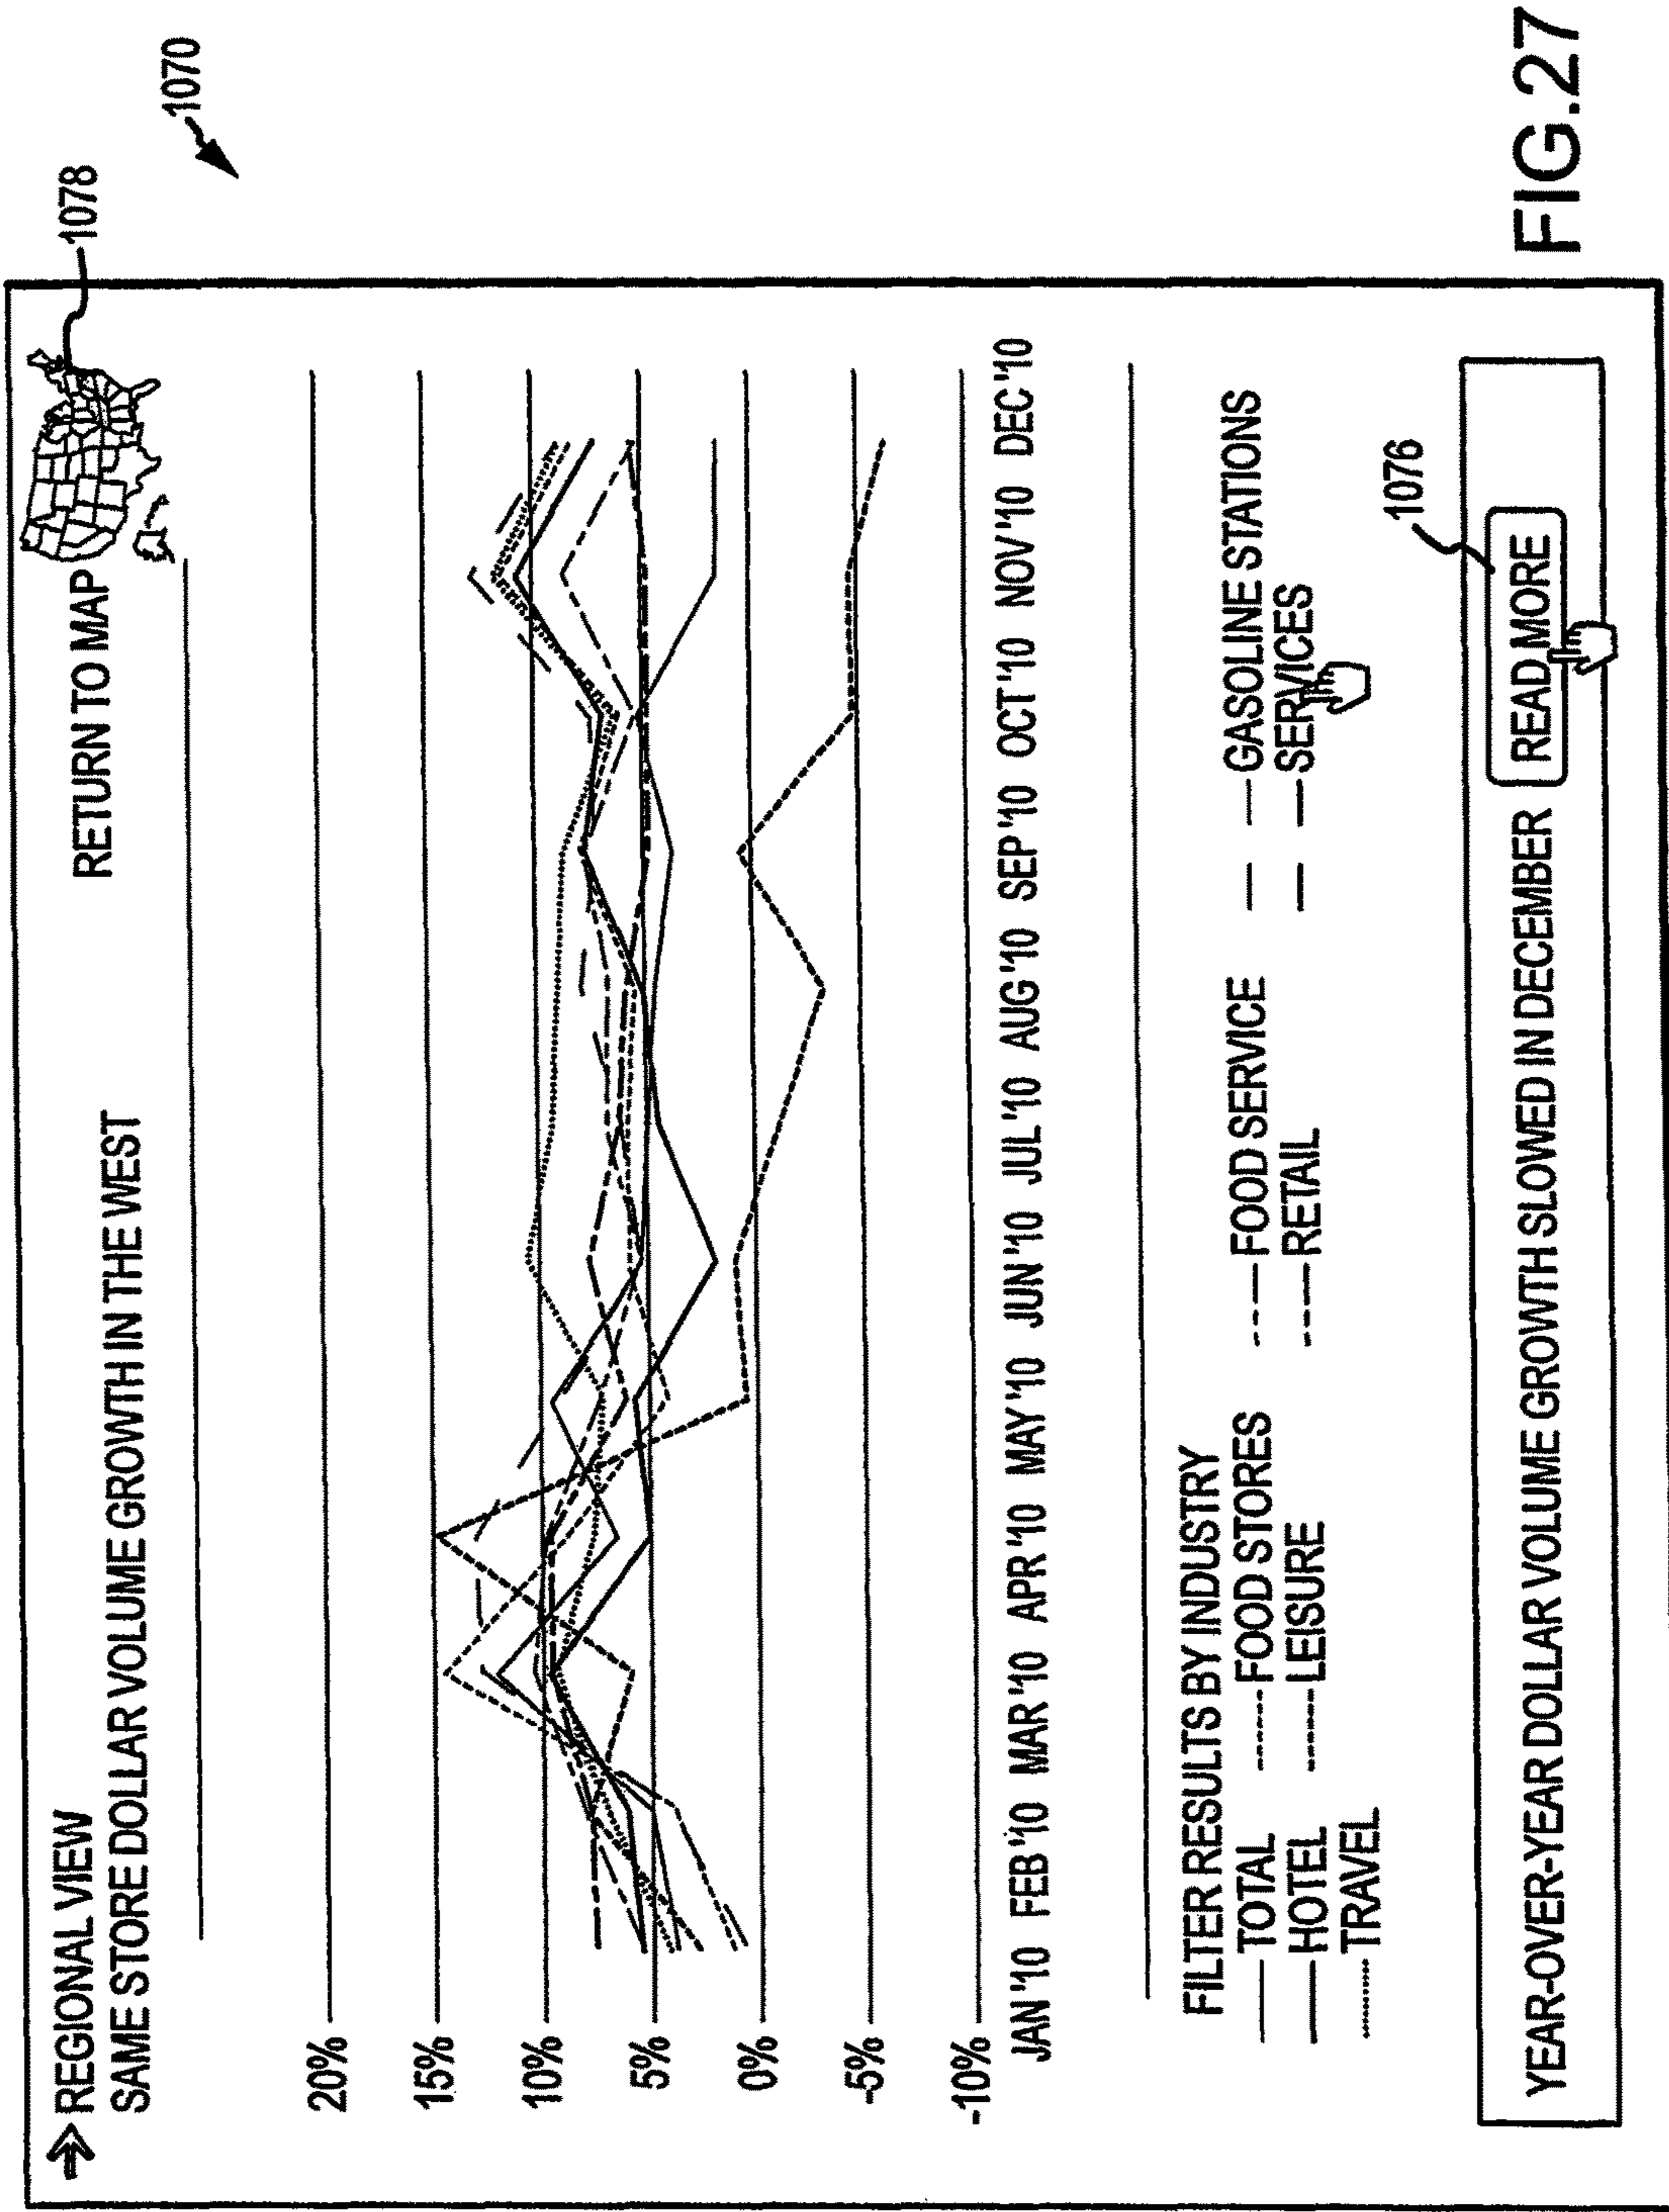 REGIONAL VIEW
SAME STORE DOLLAR VOLUME GROWTH IN THE WEST
RETURN TO MAP
1078
1070
20%
15%
10%
5%
0%
-5%
-10%
JAN '10 FEB '10 MAR '10 APR '10 MAY '10 JUN '10 JUL '10 AUG '10 SEP '10 OCT '10 NOV '10 DEC '10
FILTER RESULTS BY INDUSTRY
TOTAL FOOD STORES FOOD SERVICE GASOLINE STATIONS
HOTEL LEISURE RETAIL SERVICES
TRAVEL
1076
YEAR-OVER-YEAR DOLLAR VOLUME GROWTH SLOWED IN DECEMBER READ MORE
FIG.27